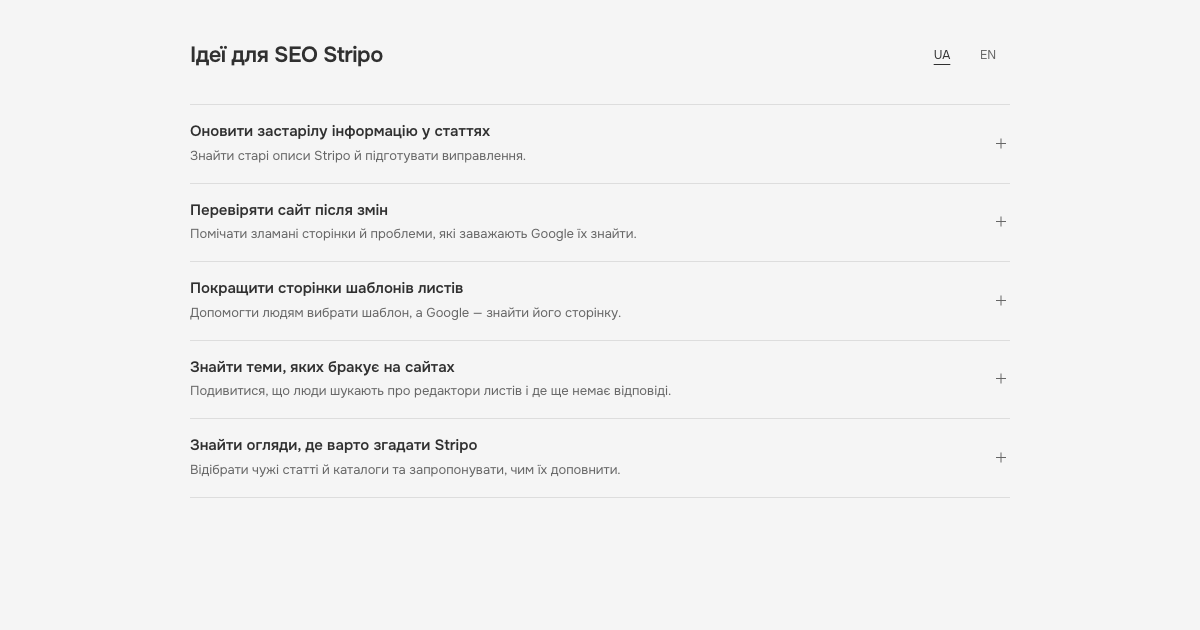 Ідеї для SEO Stripo
UA EN
Оновити застарілу інформацію у статтях
Знайти старі описи Stripo й підготувати виправлення.
Перевіряти сайт після змін
Помічати зламані сторінки й проблеми, які заважають Google їх знайти.
Покращити сторінки шаблонів листів
Допомогти людям вибрати шаблон, а Google — знайти його сторінку.
Знайти теми, яких бракує на сайтах
Подивитися, що люди шукають про редактори листів і де ще немає відповіді.
Знайти огляди, де варто згадати Stripo
Відібрати чужі статті й каталоги та запропонувати, чим їх доповнити.